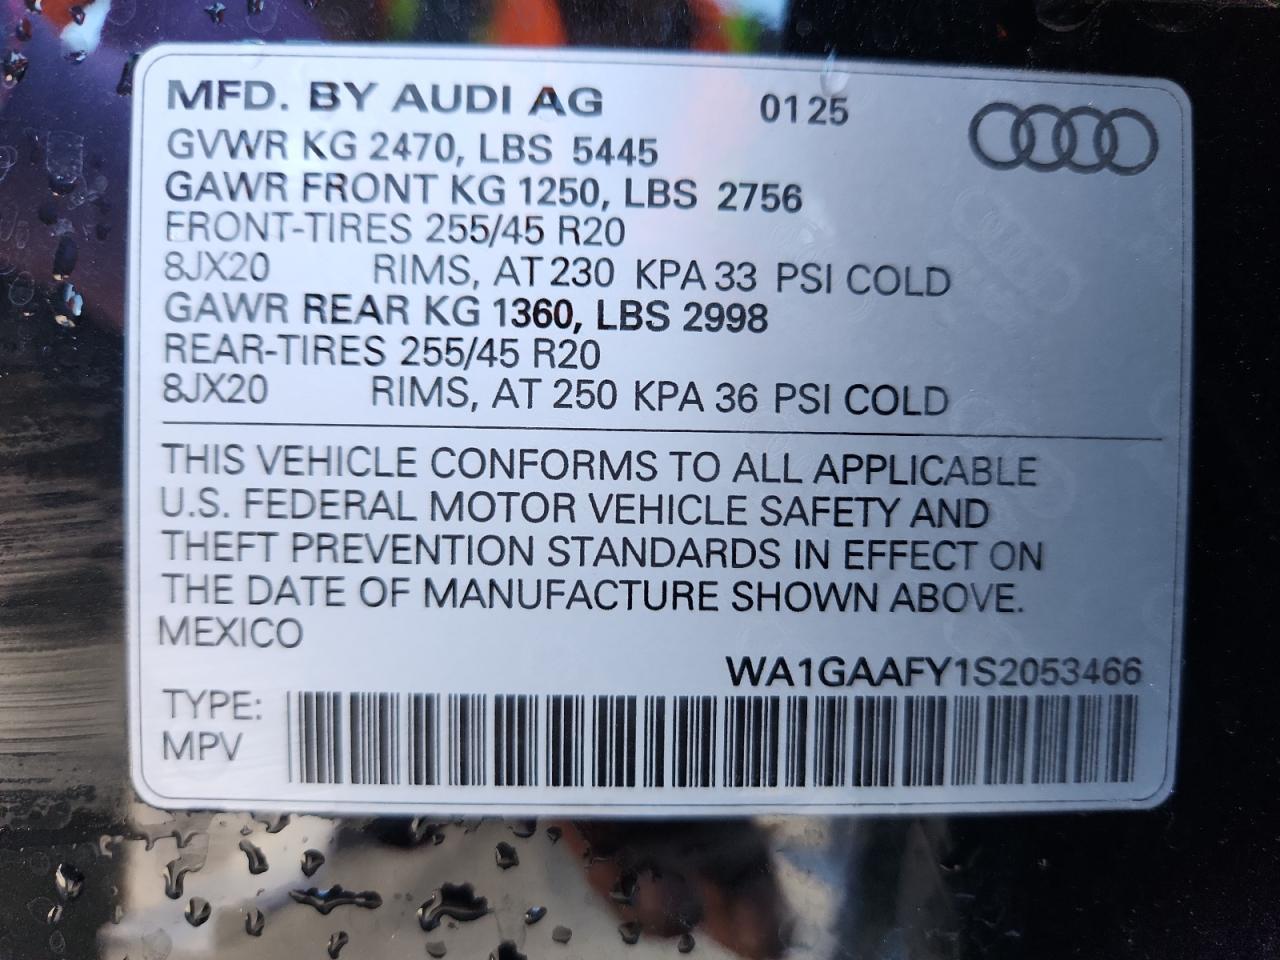 MFD. BY AUDI AG 01 25
GVWR KG 2470, LBS 5445
GAWR FRONT KG 1250, LBS 2756
FRONT-TIRES 255/45 R20
8JX20 RIMS, AT 230 KPA 33 PSI COLD
GAWR REAR KG 1360, LBS 2998
REAR-TIRES 255/45 R20
8JX20 RIMS, AT 250 KPA 36 PSI COLD
THIS VEHICLE CONFORMS TO ALL APPLICABLE
U.S. FEDERAL MOTOR VEHICLE SAFETY AND
THEFT PREVENTION STANDARDS IN EFFECT ON
THE DATE OF MANUFACTURE SHOWN ABOVE.
MEXICO
WA1GAAFY1S2053466
TYPE:
MPV